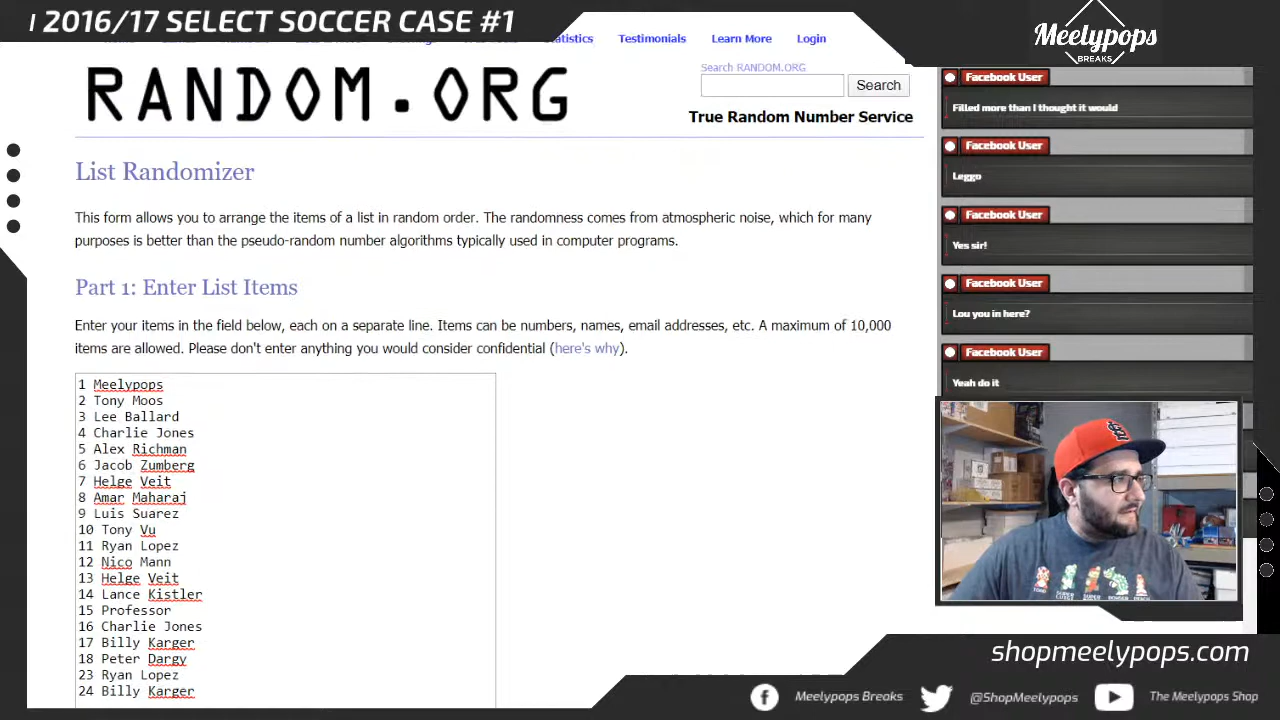 2016/17 SELECT SOCCER CASE #1
Meelypops
BREAKS
Testimonials
Learn More
Login
RANDOM.ORG
Search RANDOM.ORG
Search
True Random Number Service
List Randomizer
This form allows you to arrange the items of a list in random order. The randomness comes from atmospheric noise, which for many
purposes is better than the pseudo-random number algorithms typically used in computer programs.
Part 1: Enter List Items
Enter your items in the field below, each on a separate line. Items can be numbers, names, email addresses, etc. A maximum of 10,000
items are allowed. Please don't enter anything you would consider confidential (here's why).
1 Meelypops
2 Tony Moos
3 Lee Ballard
4 Charlie Jones
5 Alex Richman
6 Jacob Zumberg
7 Helge Veit
8 Amar Maharaj
9 Luis Suarez
10 Tony Vu
11 Ryan Lopez
12 Nico Mann
13 Helge Veit
14 Lance Kistler
15 Professor
16 Charlie Jones
17 Billy Karger
18 Peter Dargy
23 Ryan Lopez
24 Billy Karger
Facebook User
Filled more than I thought it would
Facebook User
Leggo
Facebook User
Yes sir!
Facebook User
Lou you in here?
Facebook User
Yeah do it
shopmeelypops.com
Meelypops Breaks
@ShopMeelypops
The Meelypops Shop